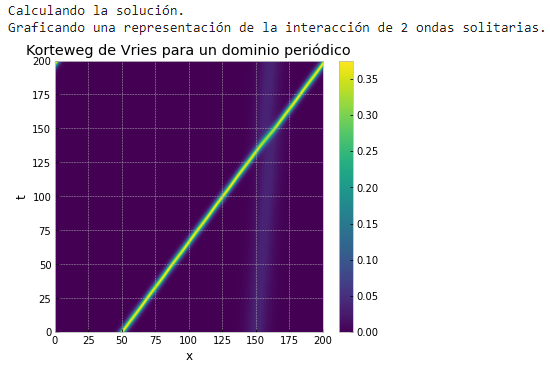 Calculando la solución.
Graficando una representación de la interacción de 2 ondas solitarias.
Korteweg de Vries para un dominio periódico
200
175
150
125
100
75
50
25
0
t
0 25 50 75 100 125 150 175 200
x
0.35
0.30
0.25
0.20
0.15
0.10
0.05
0.00